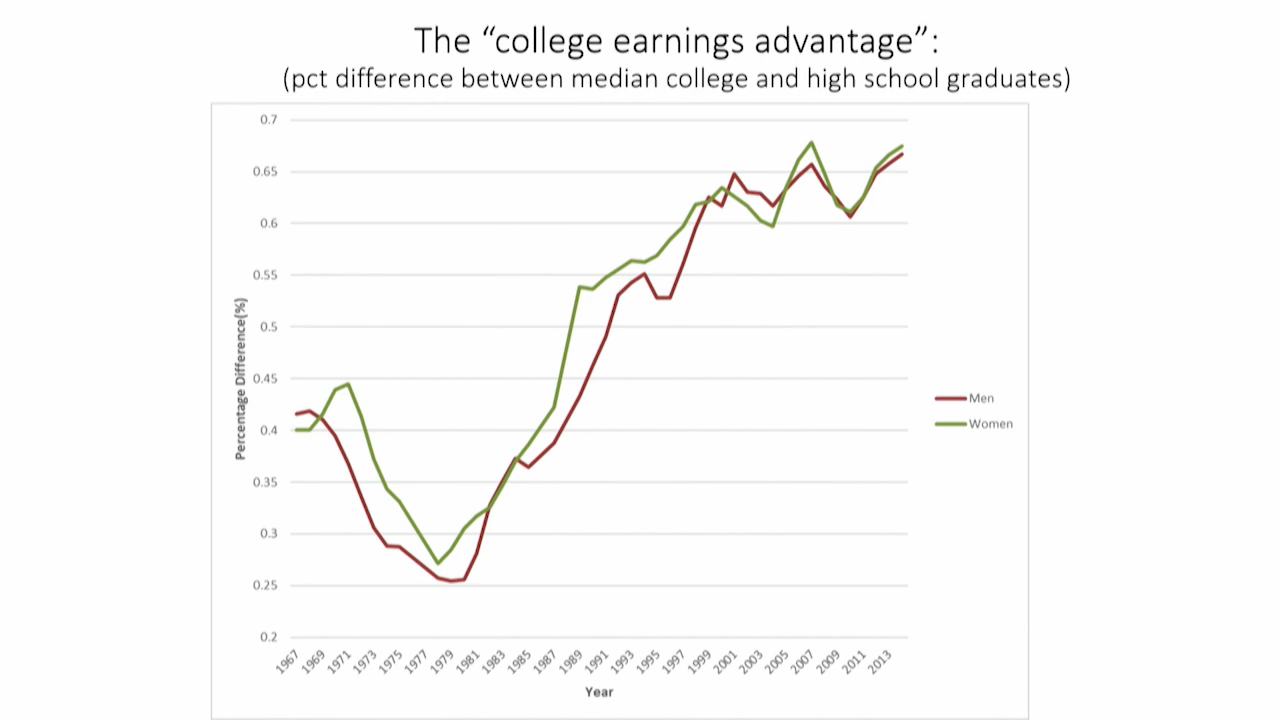 The “college earnings advantage”:
(pct difference between median college and high school graduates)
0.7
0.65
0.6
0.55
0.5
0.45
0.4
0.35
0.3
0.25
0.2
Percentage Difference(%)
Men
Women
1967 1969 1971 1973 1975 1977 1979 1981 1983 1985 1987 1989 1991 1993 1995 1997 1999 2001 2003 2005 2007 2009 2011 2013
Year